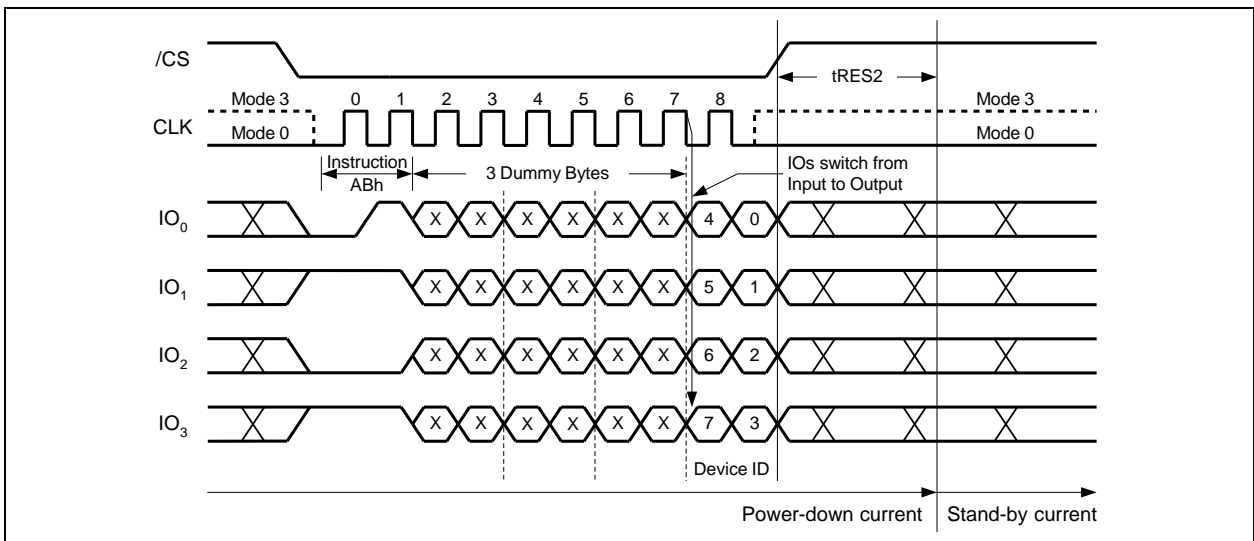 /CS
tRES2
Mode 3 0 1 2 3 4 5 6 7 8 Mode 3
CLK
Mode 0 Mode 0
Instruction
ABh
3 Dummy Bytes
IOs switch from
Input to Output
IO0 X X X X X X 4 0
IO1 X X X X X X 5 1
IO2 X X X X X X 6 2
IO3 X X X X X X 7 3
Device ID
Power-down current Stand-by current